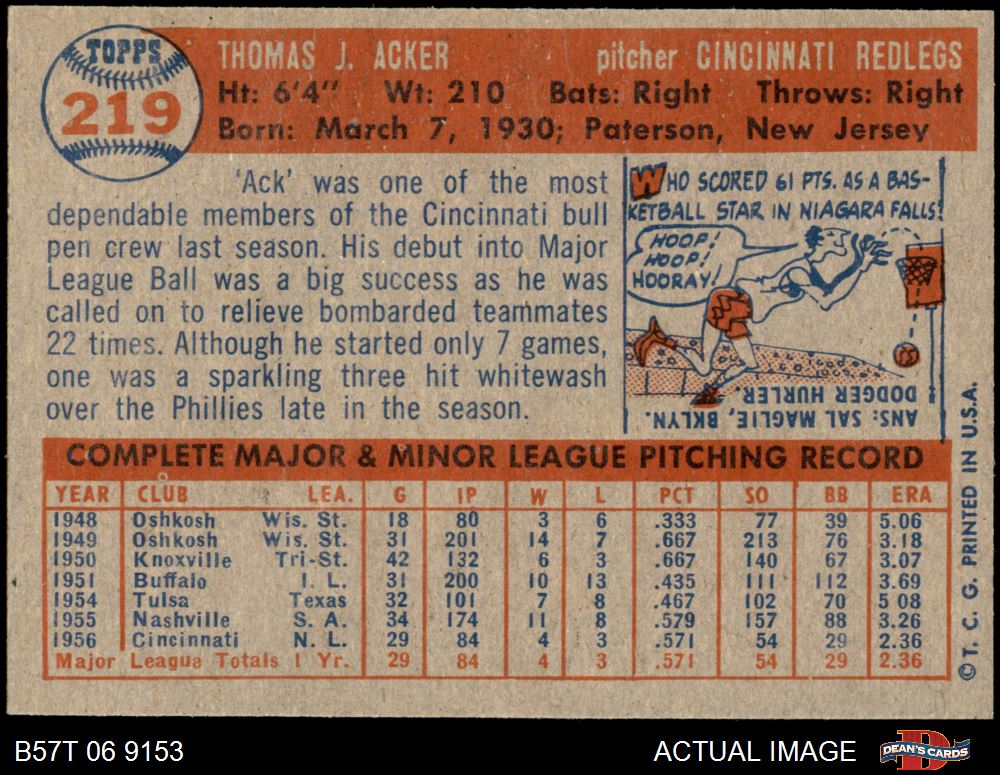 TOPPS
219
THOMAS J. ACKER pitcher CINCINNATI REDLEGS
Ht: 6'4" Wt: 210 Bats: Right Throws: Right
Born: March 7, 1930; Paterson, New Jersey
'Ack' was one of the most
dependable members of the Cincinnati bull
pen crew last season. His debut into Major
League Ball was a big success as he was
called on to relieve bombarded teammates
22 times. Although he started only 7 games,
one was a sparkling three hit whitewash
over the Phillies late in the season.
WHO SCORED 61 PTS. AS A BAS-
KETBALL STAR IN NIAGARA FALLS?
HOOP!
HOOP!
HOORAY!
ANS: SAL MAGLIE, BKLYN.
DODGER HURLER
COMPLETE MAJOR & MINOR LEAGUE PITCHING RECORD
YEAR CLUB LEA. G IP W L PCT SO BB ERA
1948 Oshkosh Wis. St. 18 80 3 6 .333 77 39 5.06
1949 Oshkosh Wis. St. 31 201 14 7 .667 213 76 3.18
1950 Knoxville Tri-St. 42 132 6 3 .667 140 67 3.07
1951 Buffalo I. L. 31 200 10 13 .435 111 112 3.69
1954 Tulsa Texas 32 101 7 8 .467 102 70 5 08
1955 Nashville S. A. 34 174 11 8 .579 157 88 3.26
1956 Cincinnati N. L. 29 84 4 3 .571 54 29 2.36
Major League Totals 1 Yr. 29 84 4 3 .571 54 29 2.36
© T. C. G. PRINTED IN U.S.A.
B57T 06 9153 ACTUAL IMAGE DEAN'S CARDS